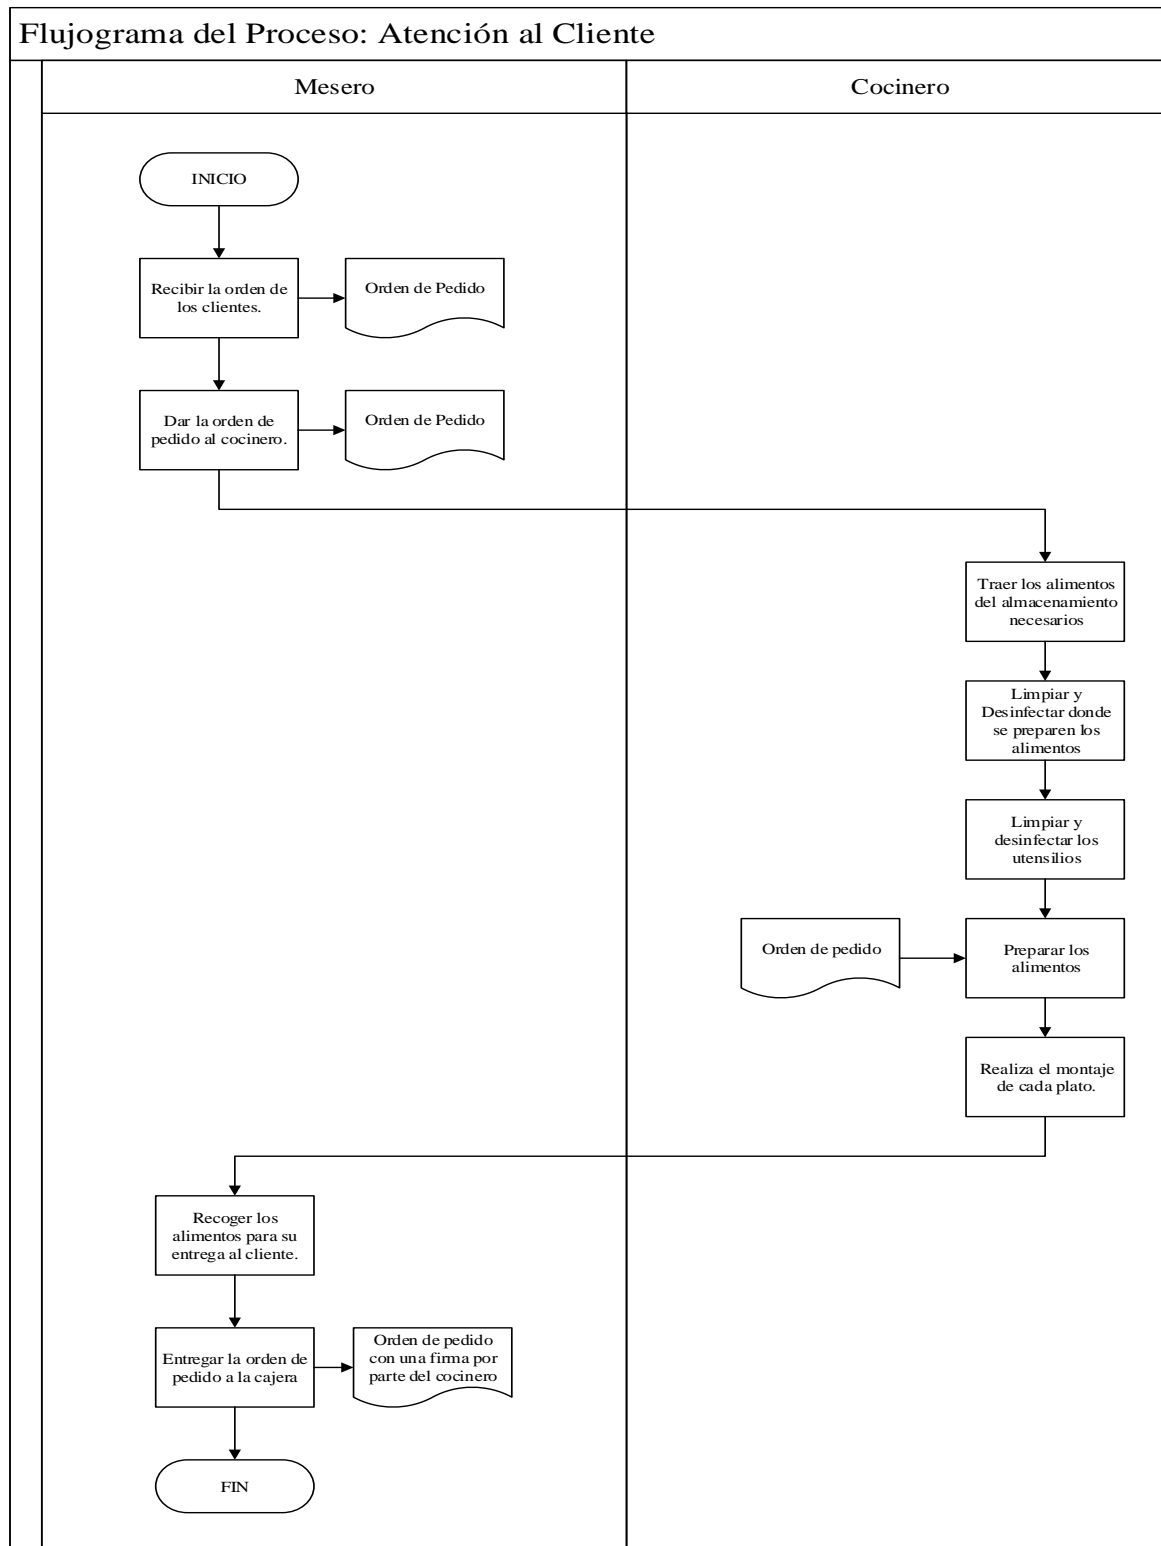 Flujograma del Proceso: Atención al Cliente
Mesero
Cocinero
INICIO
Recibir la orden de
los clientes.
Orden de Pedido
Dar la orden de
pedido al cocinero.
Orden de Pedido
Traer los alimentos
del almacenamiento
necesarios
Limpiar y
Desinfectar donde
se preparen los
alimentos
Limpiar y
desinfectar los
utensilios
Orden de pedido
Preparar los
alimentos
Realiza el montaje
de cada plato.
Recoger los
alimentos para su
entrega al cliente.
Entregar la orden de
pedido a la cajera
Orden de pedido
con una firma por
parte del cocinero
FIN